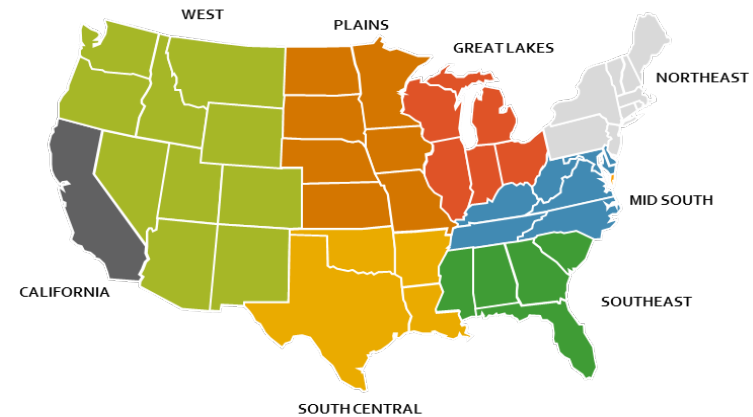 WEST
PLAINS
GREAT LAKES
NORTHEAST
MID SOUTH
CALIFORNIA
SOUTHEAST
SOUTH CENTRAL